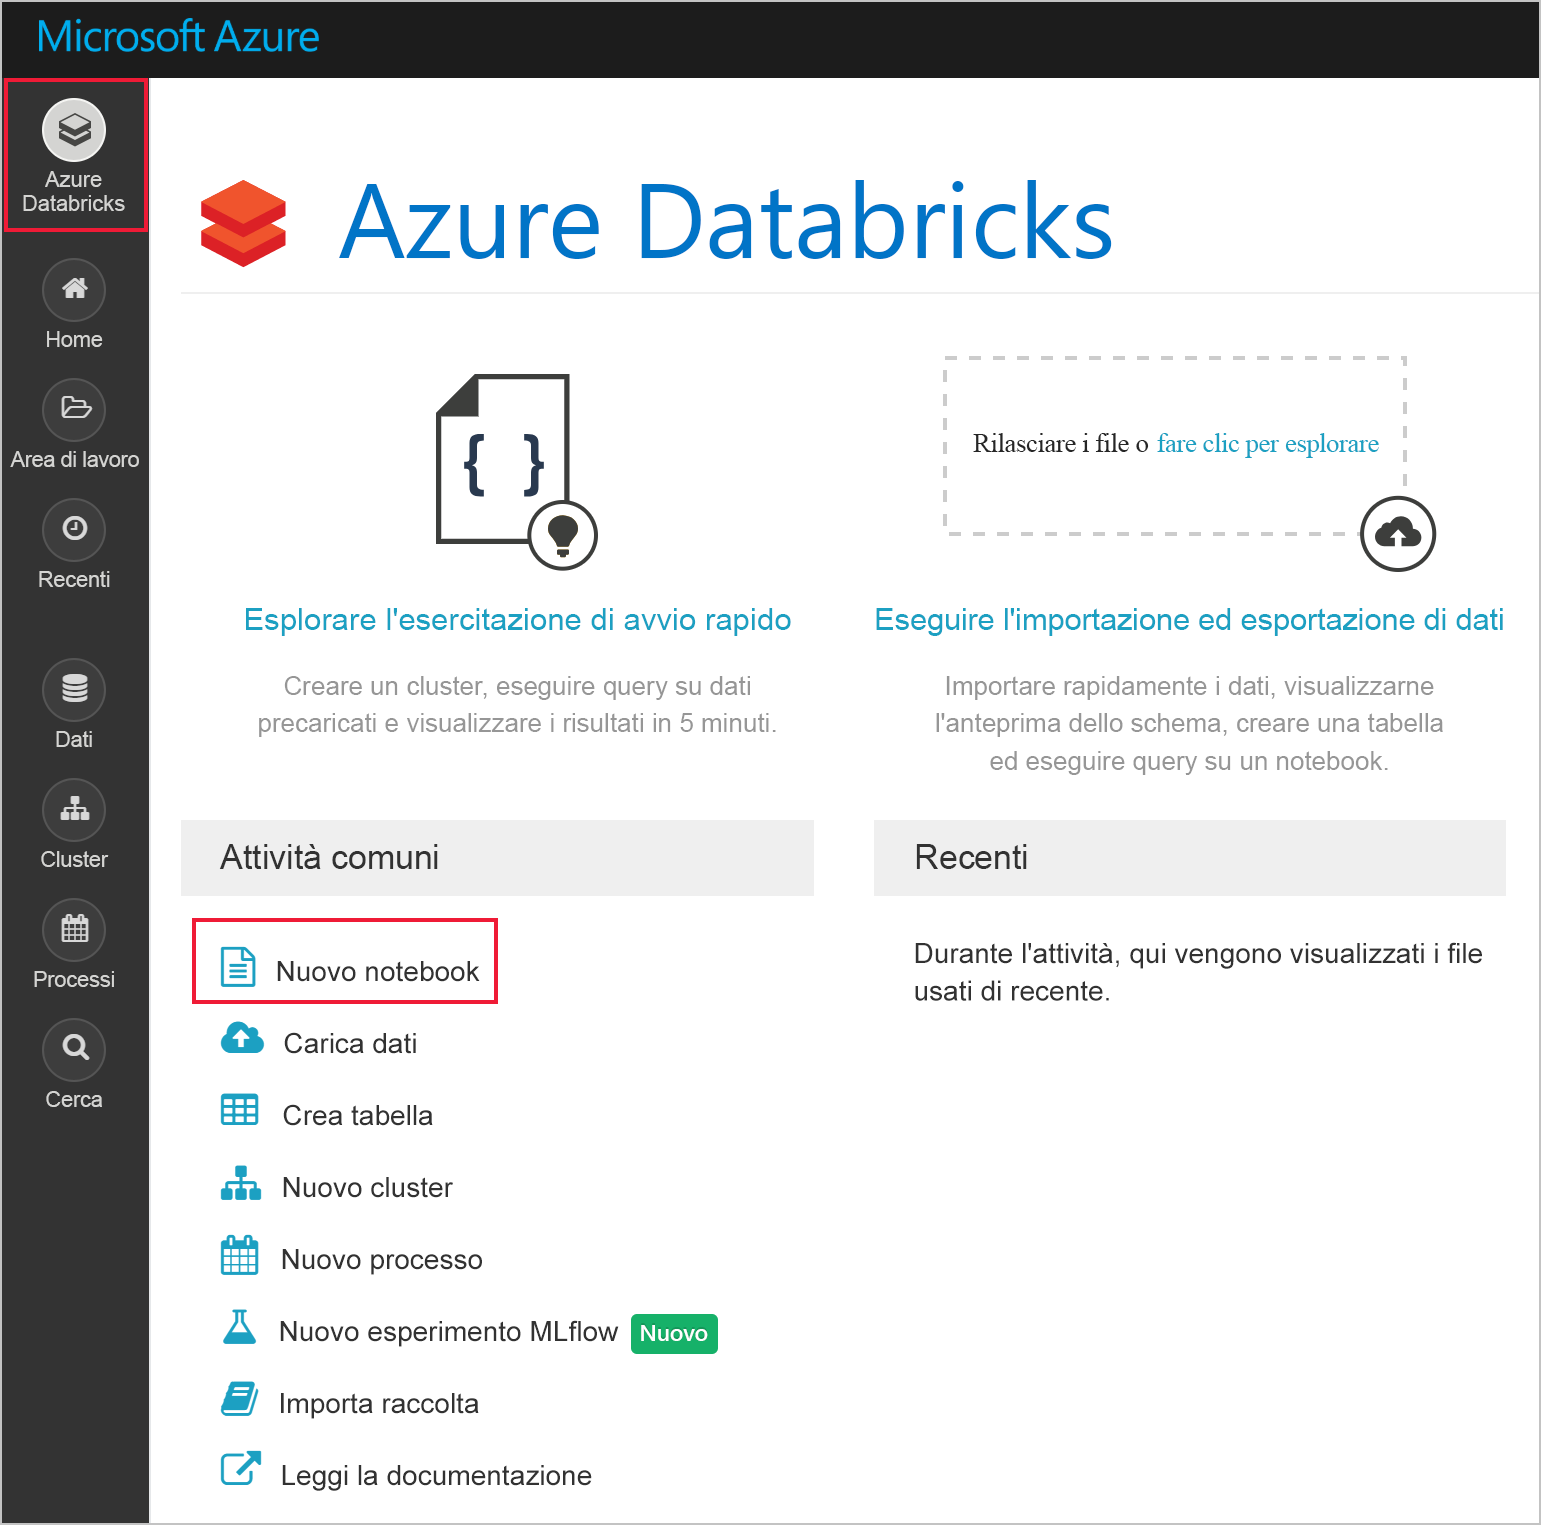 Microsoft Azure
Azure
Databricks
Home
Area di lavoro
Recenti
Dati
Cluster
Processi
Cerca
Azure Databricks
{ }
Rilasciare i file o fare clic per esplorare
Esplorare l'esercitazione di avvio rapido
Creare un cluster, eseguire query su dati
precaricati e visualizzare i risultati in 5 minuti.
Eseguire l'importazione ed esportazione di dati
Importare rapidamente i dati, visualizzarne
l'anteprima dello schema, creare una tabella
ed eseguire query su un notebook.
Attività comuni
Nuovo notebook
Carica dati
Crea tabella
Nuovo cluster
Nuovo processo
Nuovo esperimento MLflow Nuovo
Importa raccolta
Leggi la documentazione
Recenti
Durante l'attività, qui vengono visualizzati i file
usati di recente.